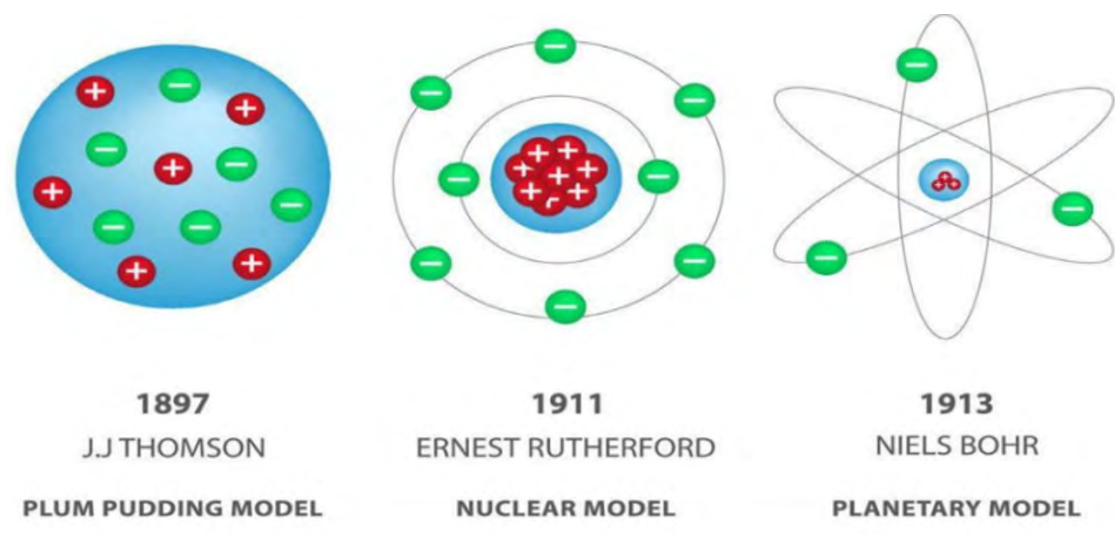 1897
J.J THOMSON
PLUM PUDDING MODEL
1911
ERNEST RUTHERFORD
NUCLEAR MODEL
1913
NIELS BOHR
PLANETARY MODEL